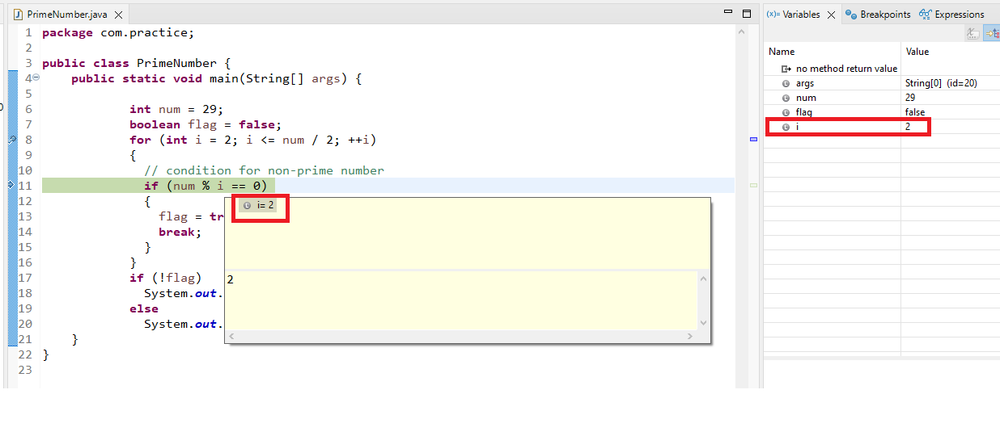 PrimeNumber.java
1 package com.practice;
2
3 public class PrimeNumber {
4 public static void main(String[] args) {
5
6 int num = 29;
7 boolean flag = false;
8 for (int i = 2; i <= num / 2; ++i)
9 {
10 // condition for non-prime number
11 if (num % i == 0)
12 {
13 flag = tr
14 break;
15 }
16 }
17 if (!flag)
18 System.out.
19 else
20 System.out.
21 }
22 }
23
i= 2
2
(x)= Variables Breakpoints Expressions
Name Value
no method return value
args String[0] (id=20)
num 29
flag false
i 2